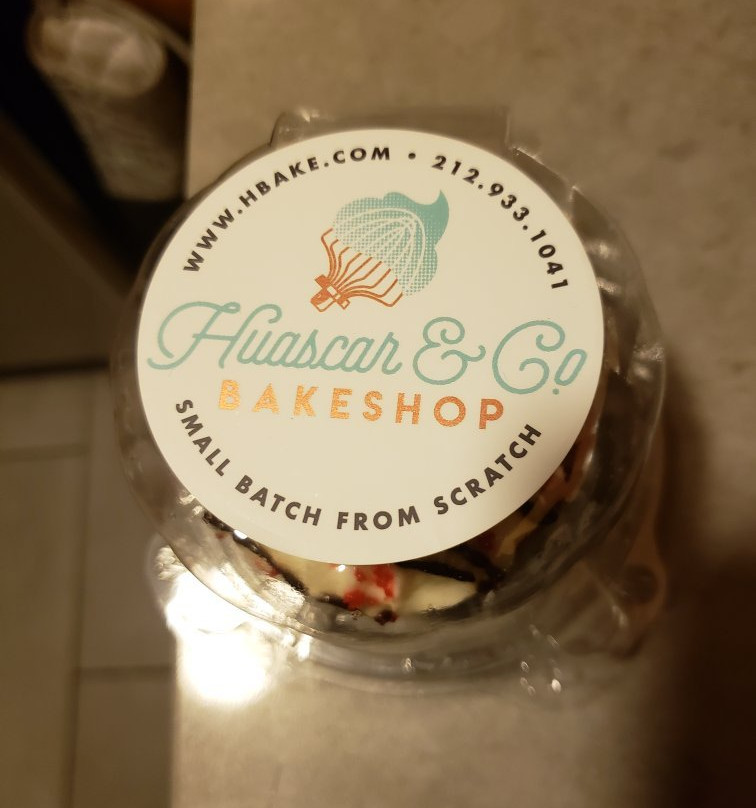 WWW.HBAKE.COM • 212.933.1041
Huascar & Co
BAKESHOP
SMALL BATCH FROM SCRATCH